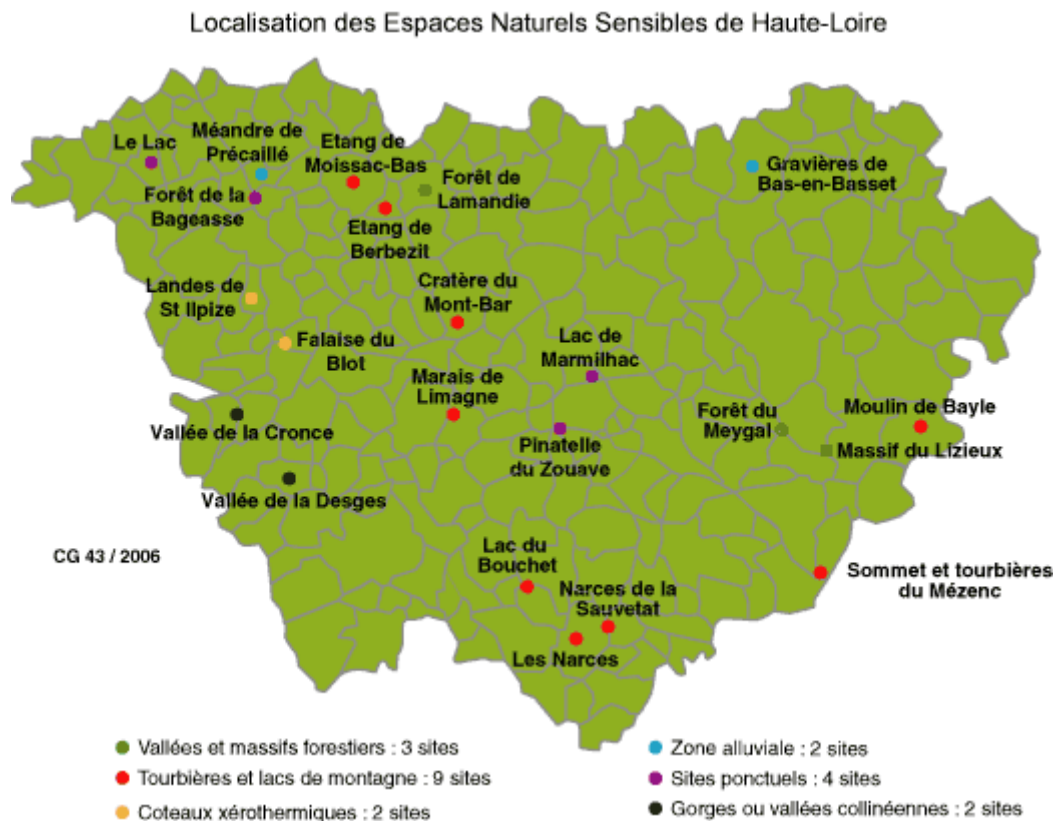 Localisation des Espaces Naturels Sensibles de Haute-Loire
Le Lac
Méandre de
Précaillé
Etang de
Moissac-Bas
Forêt de
Lamandie
Gravières de
Bas-en-Basset
Forêt de la
Bageasse
Etang de
Berbezit
Landes de
St Ilpize
Cratère du
Mont-Bar
Falaise du
Blot
Lac de
Marmilhac
Marais de
Limagne
Vallée de la Cronce
Pinatelle
du Zouave
Forêt du
Meygal
Moulin de Bayle
Massif du Lizieux
Vallée de la Desges
CG 43 / 2006
Lac du
Bouchet
Narces de la
Sauvetat
Les Narces
Sommet et tourbières
du Mézenc
Vallées et massifs forestiers : 3 sites
Tourbières et lacs de montagne : 9 sites
Coteaux xérothermiques : 2 sites
Zone alluviale : 2 sites
Sites ponctuels : 4 sites
Gorges ou vallées collinéennes : 2 sites